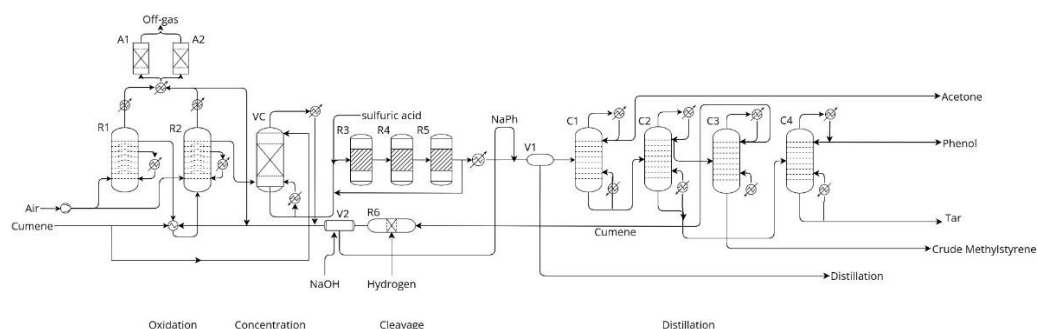 Off-gas
A1
A2
sulfuric acid
NaPh
Acetone
R1
R2
VC
R3
R4
R5
V1
C1
C2
C3
C4
Phenol
Air
Cumene
V2
R6
Cumene
Tar
Crude Methylstyrene
NaOH
Hydrogen
Distillation
Oxidation
Concentration
Cleavage
Distillation